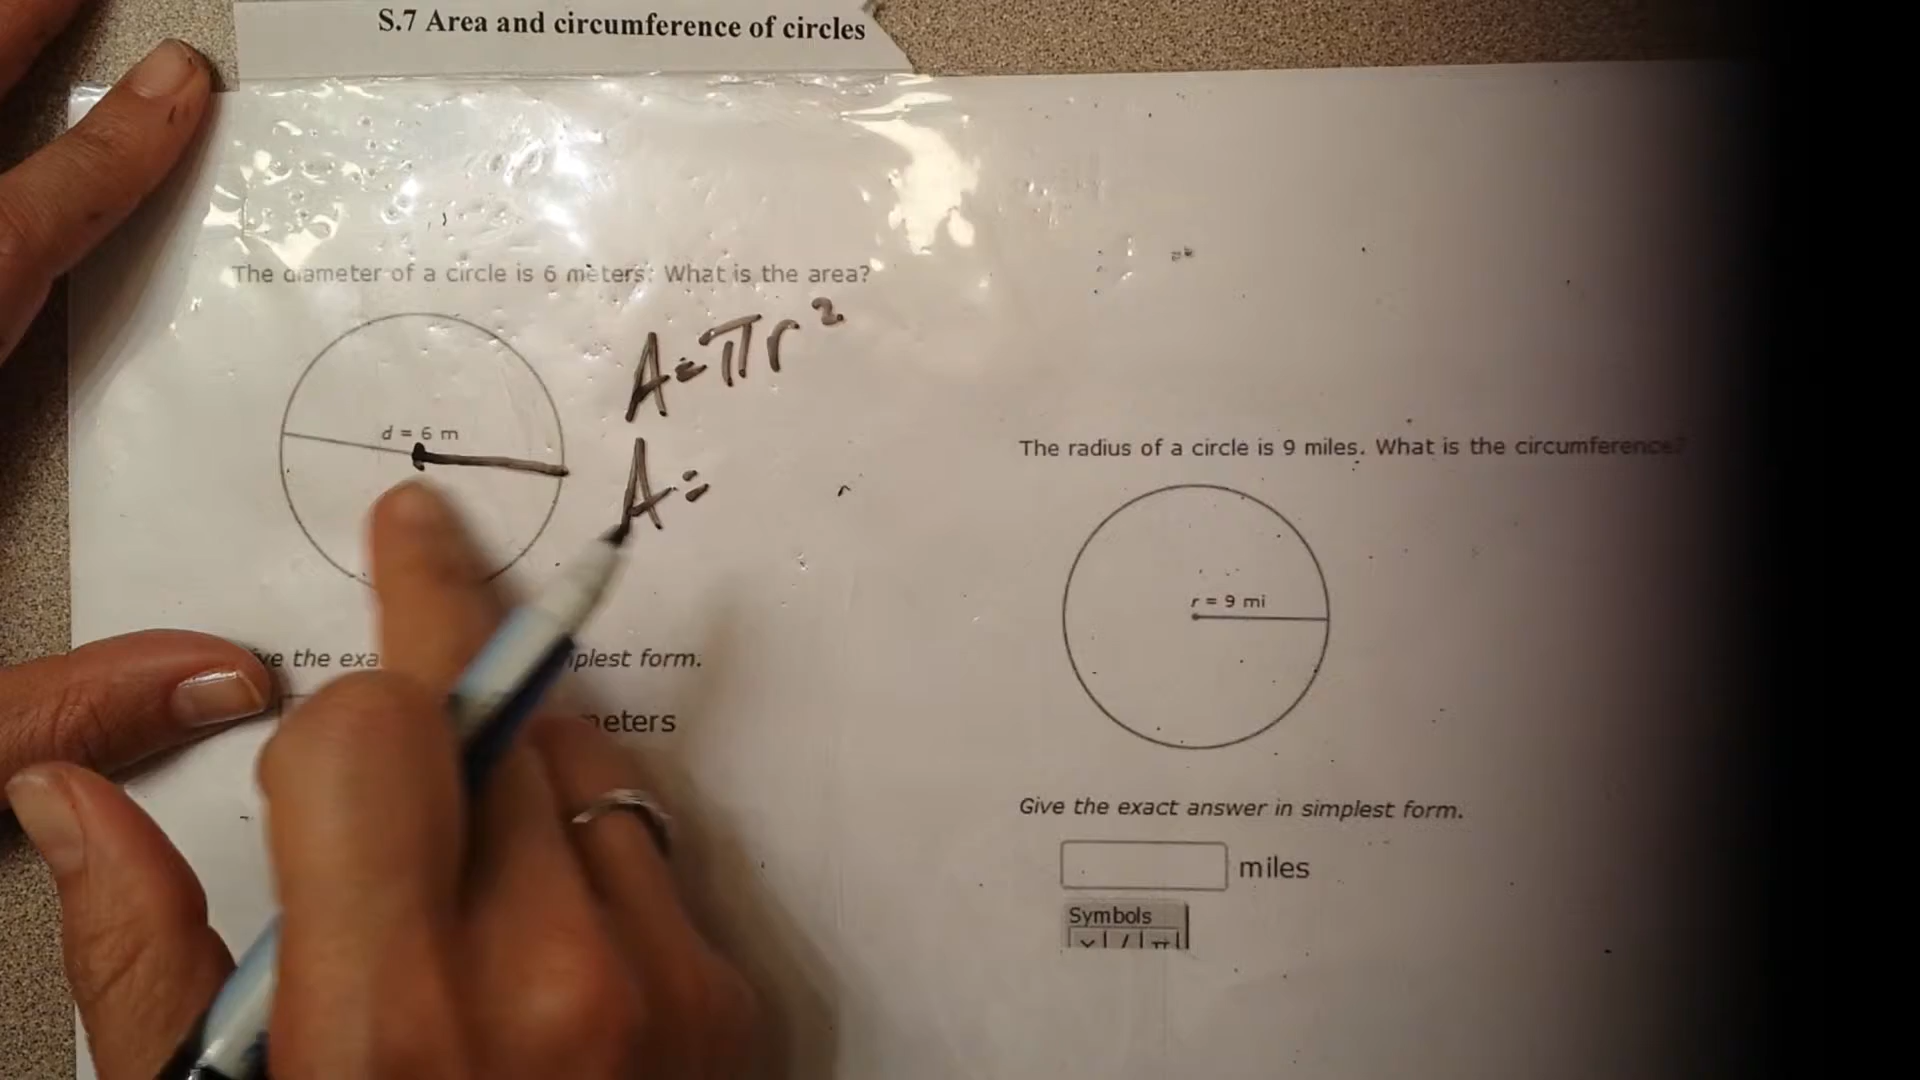 S.7 Area and circumference of circles
The diameter of a circle is 6 meters. What is the area?
A=πr²
d = 6 m
A=
the
plest form.
meters
The radius of a circle is 9 miles. What is the circumference?
r = 9 mi
Give the exact answer in simplest form.
miles
Symbols